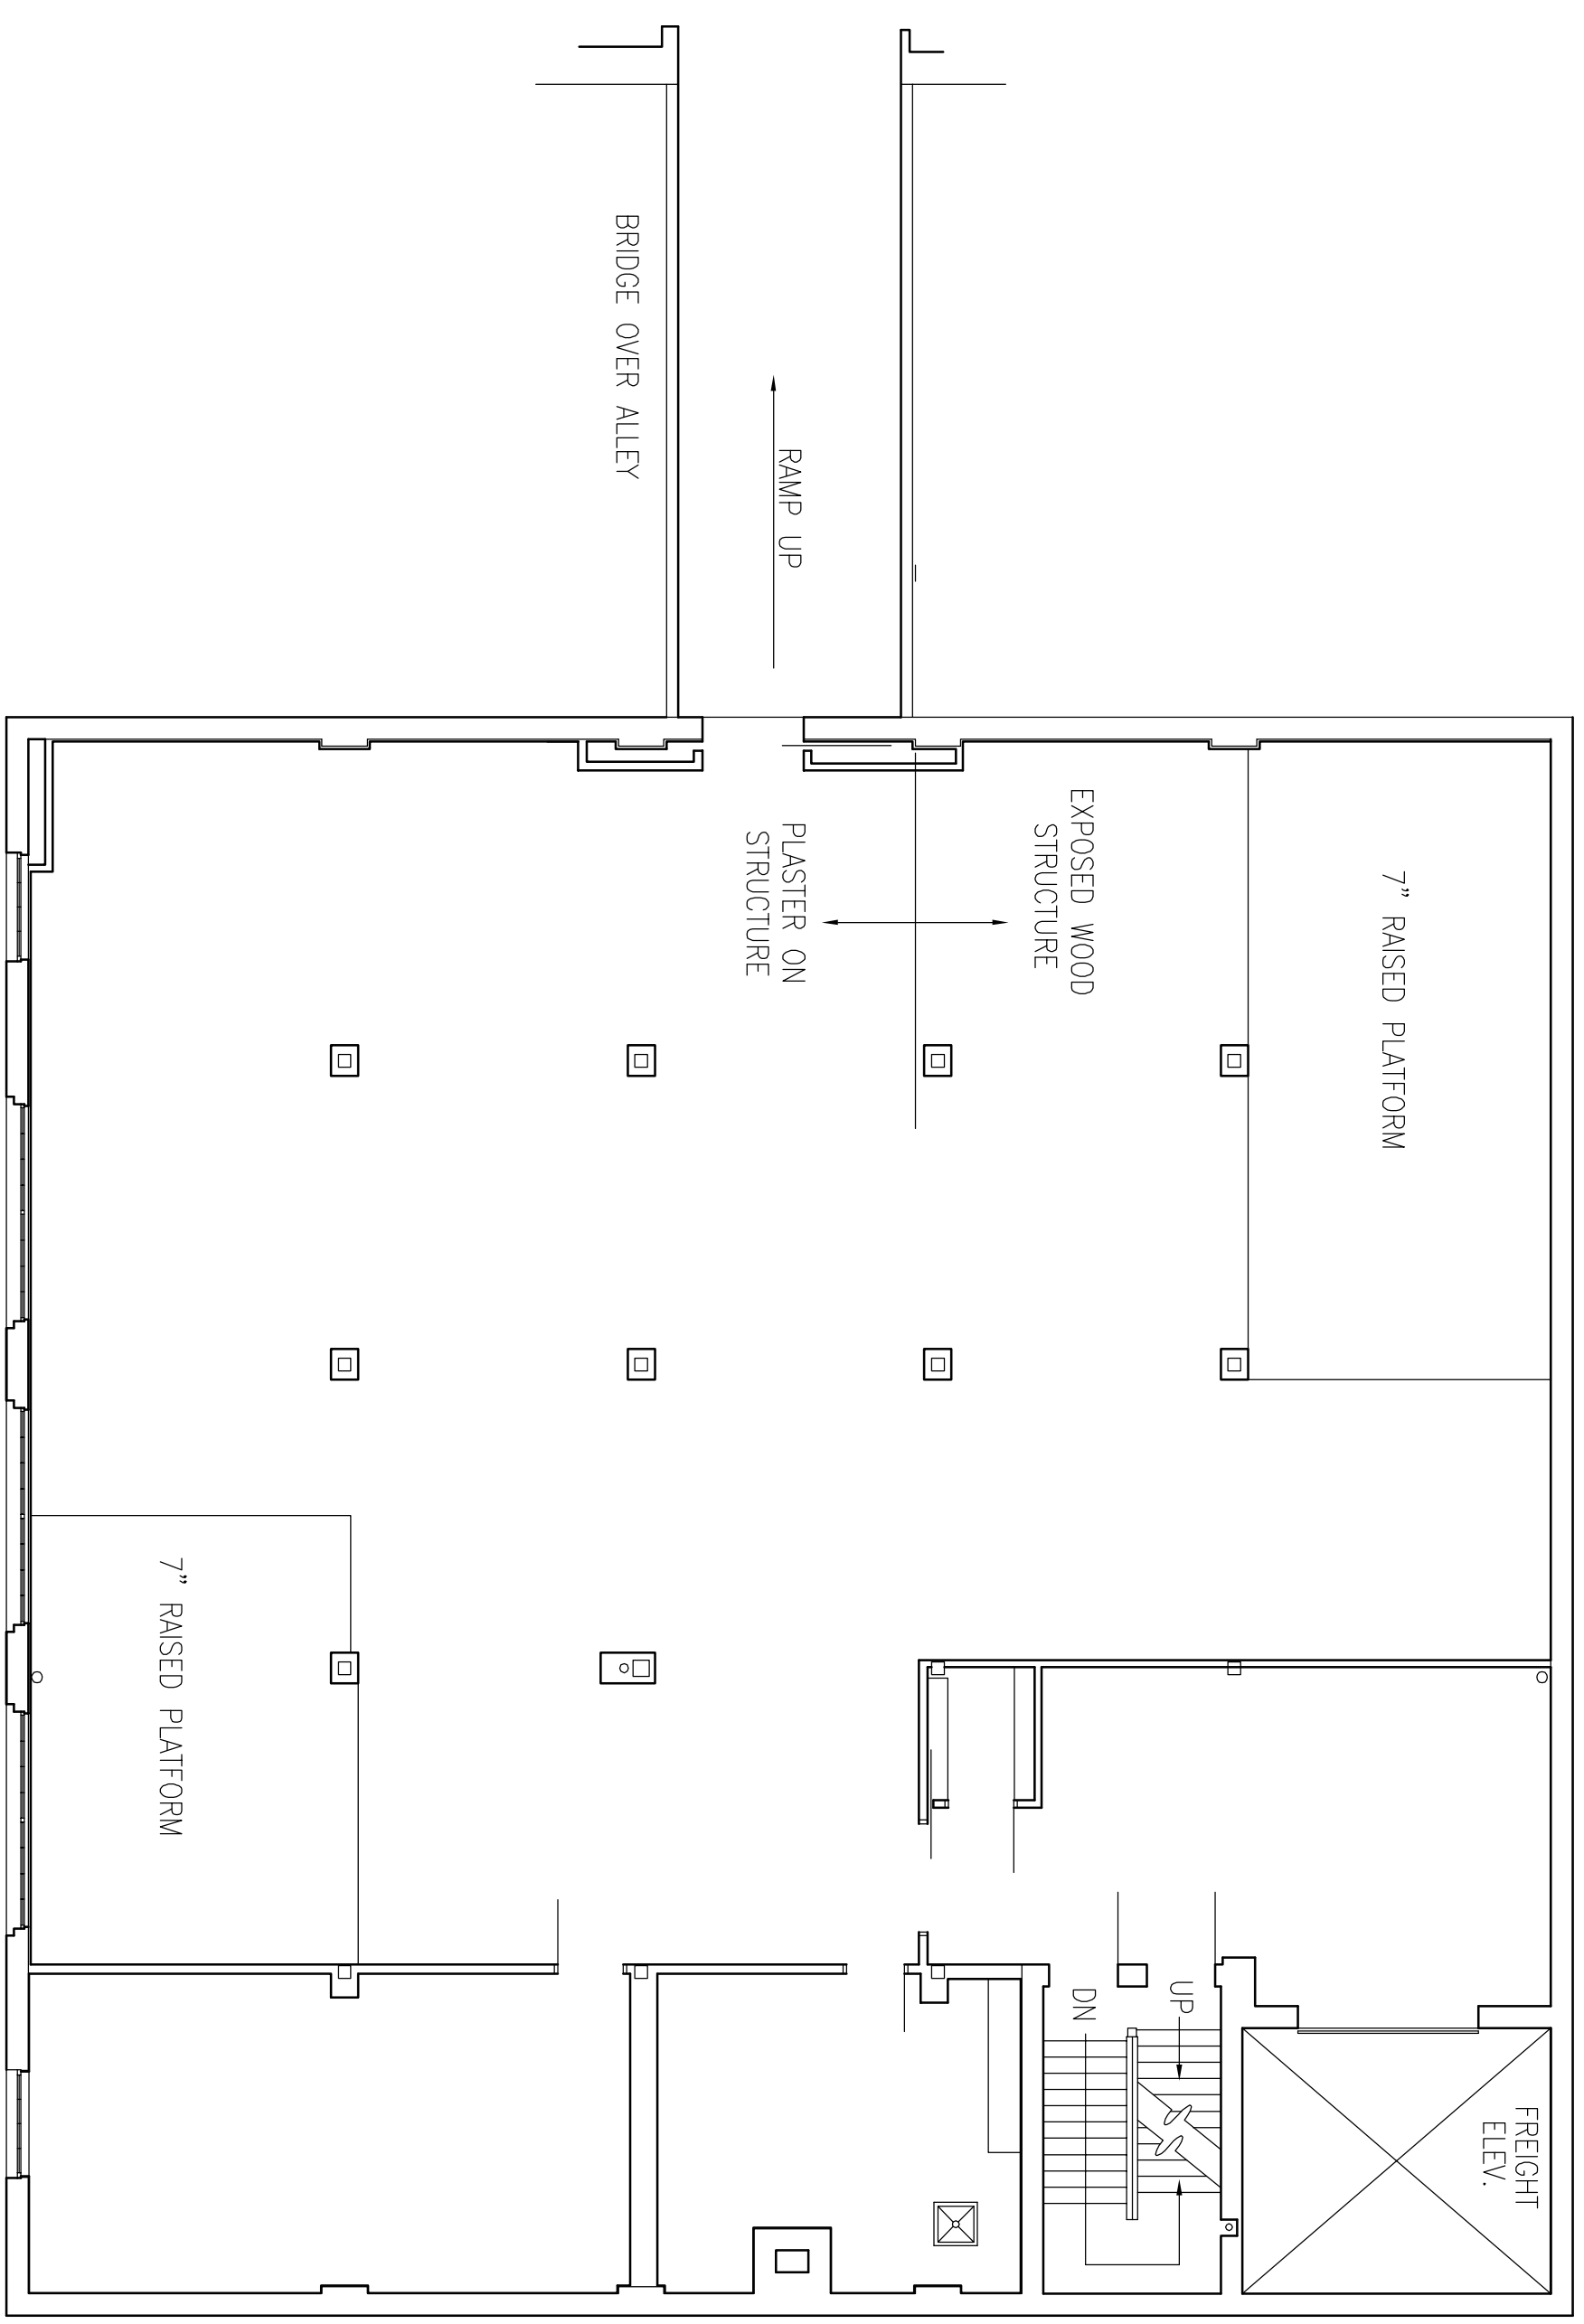 BRIDGE OVER ALLEY
RAMP UP
EXPOSED WOOD
STRUCTURE
PLASTER ON
STRUCTURE
7" RAISED PLATFORM
7" RAISED PLATFORM
UP
DN
FREIGHT
ELEV.